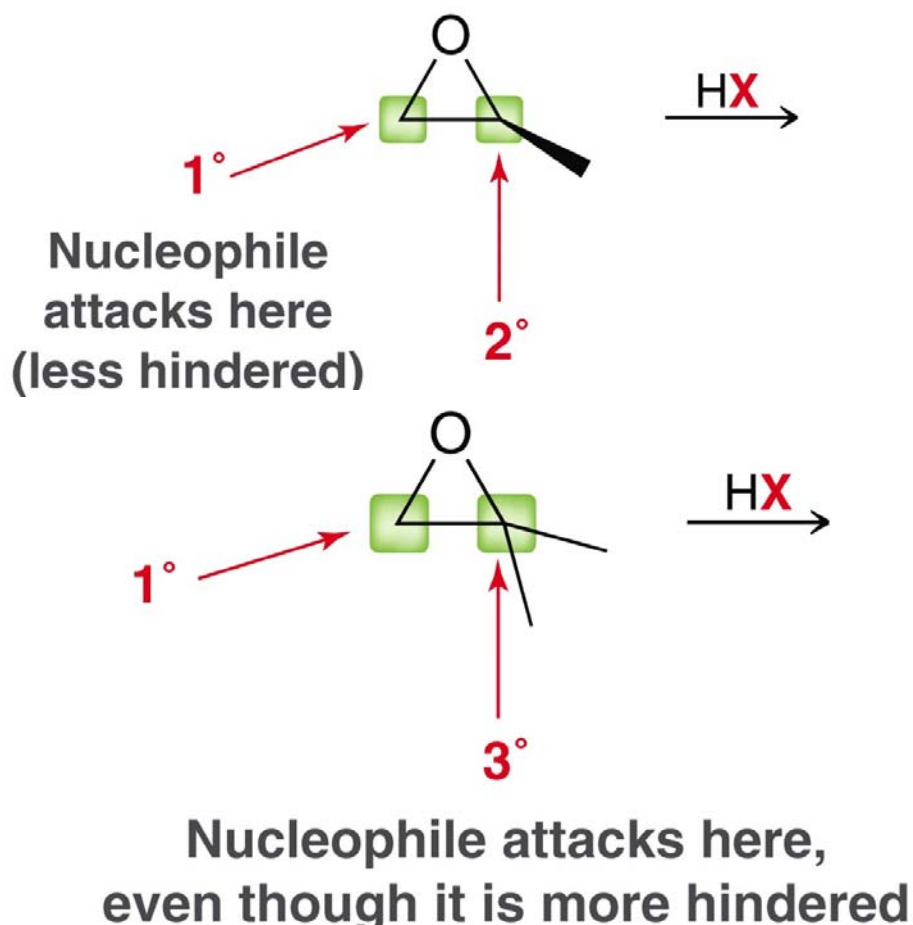 O
HX
1°
Nucleophile
attacks here
(less hindered)
2°
O
HX
1°
3°
Nucleophile attacks here,
even though it is more hindered